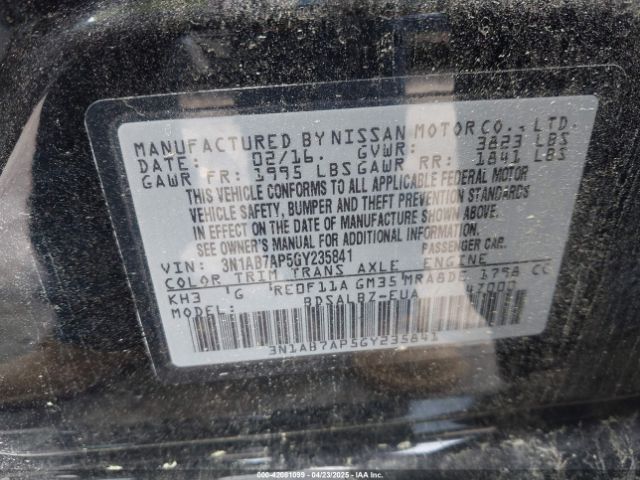 MANUFACTURED BY NISSAN MOTOR CO., LTD.
DATE: 02/16. GVWR: 3823 LBS
GAWR FR: 1995 LBS GAWR RR: 1841 LBS
THIS VEHICLE CONFORMS TO ALL APPLICABLE FEDERAL MOTOR
VEHICLE SAFETY, BUMPER AND THEFT PREVENTION STANDARDS
IN EFFECT ON THE DATE OF MANUFACTURE SHOWN ABOVE.
SEE OWNER'S MANUAL FOR ADDITIONAL INFORMATION.
VIN: 3N1AB7AP5GY235841 PASSENGER CAR.
COLOR TRIM TRANS AXLE ENGINE
KH3 'G 'RE0F11A GM35 MRA8DE 1798 CC
MODEL: BDSALBZ-EUA 47000
3N1AB7AP5GY235841
000-42061099 - 04/23/2025 - IAAI.COM